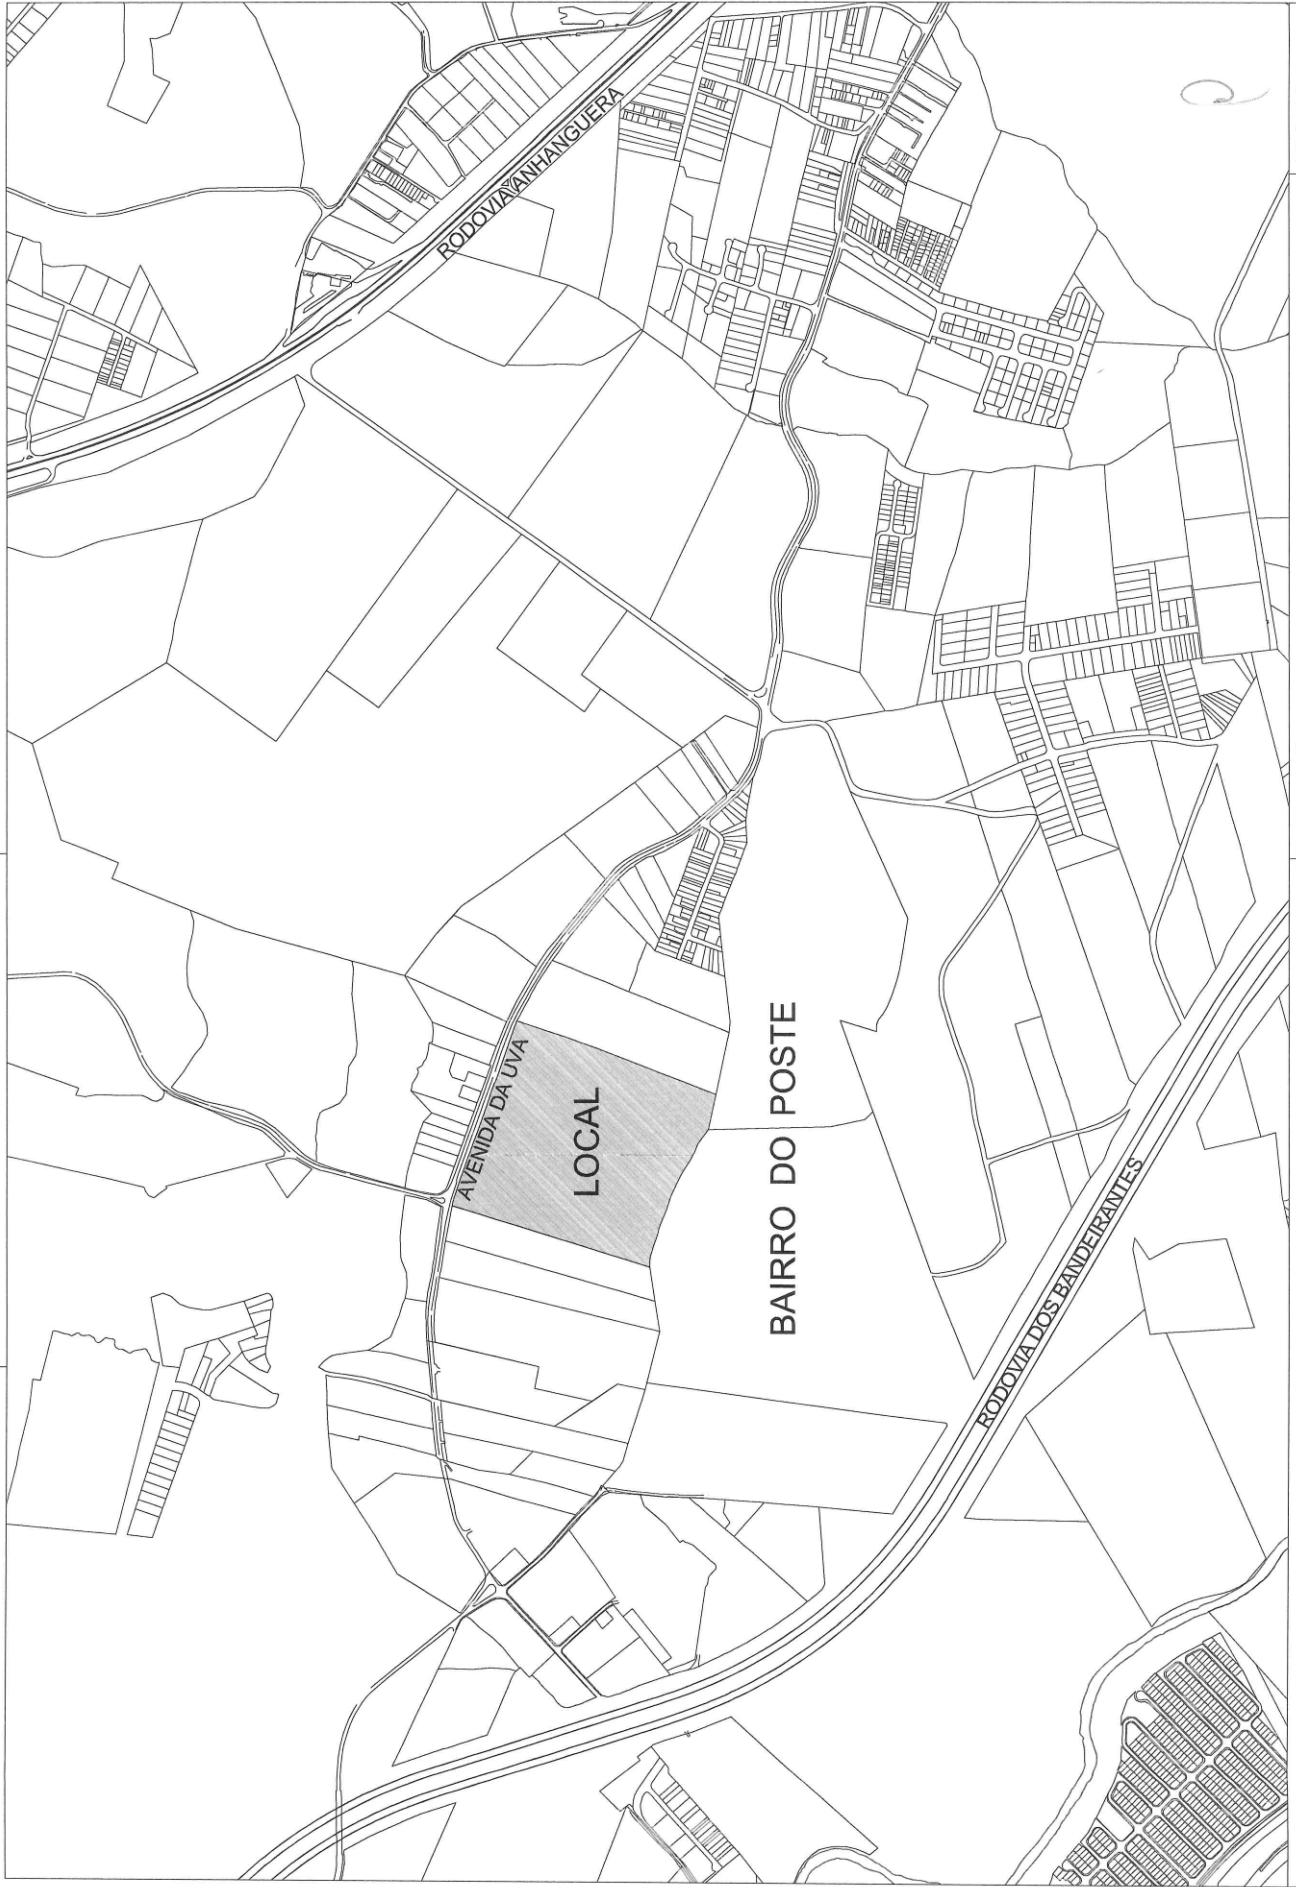 RODOVIA ANHANGUERA
AVENIDA DA UVA
LOCAL
BAIRRO DO POSTE
RODOVIA DOS BANDEIRANTES